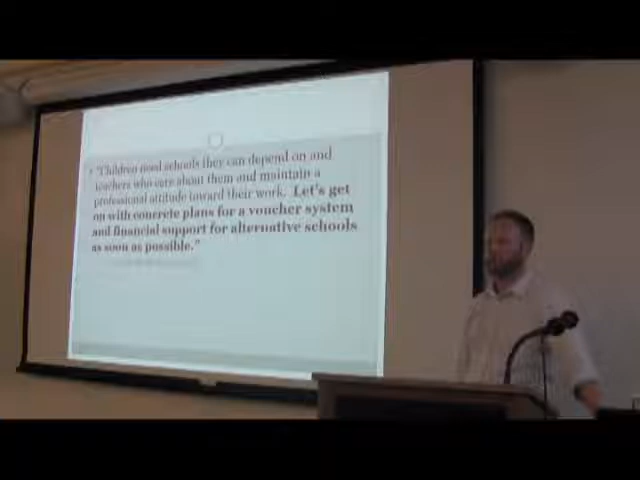 "Children need schools they can depend on and
teachers who care about them and maintain a
professional attitude toward their work. Let's get
on with concrete plans for a voucher system
and financial support for alternative schools
as soon as possible."